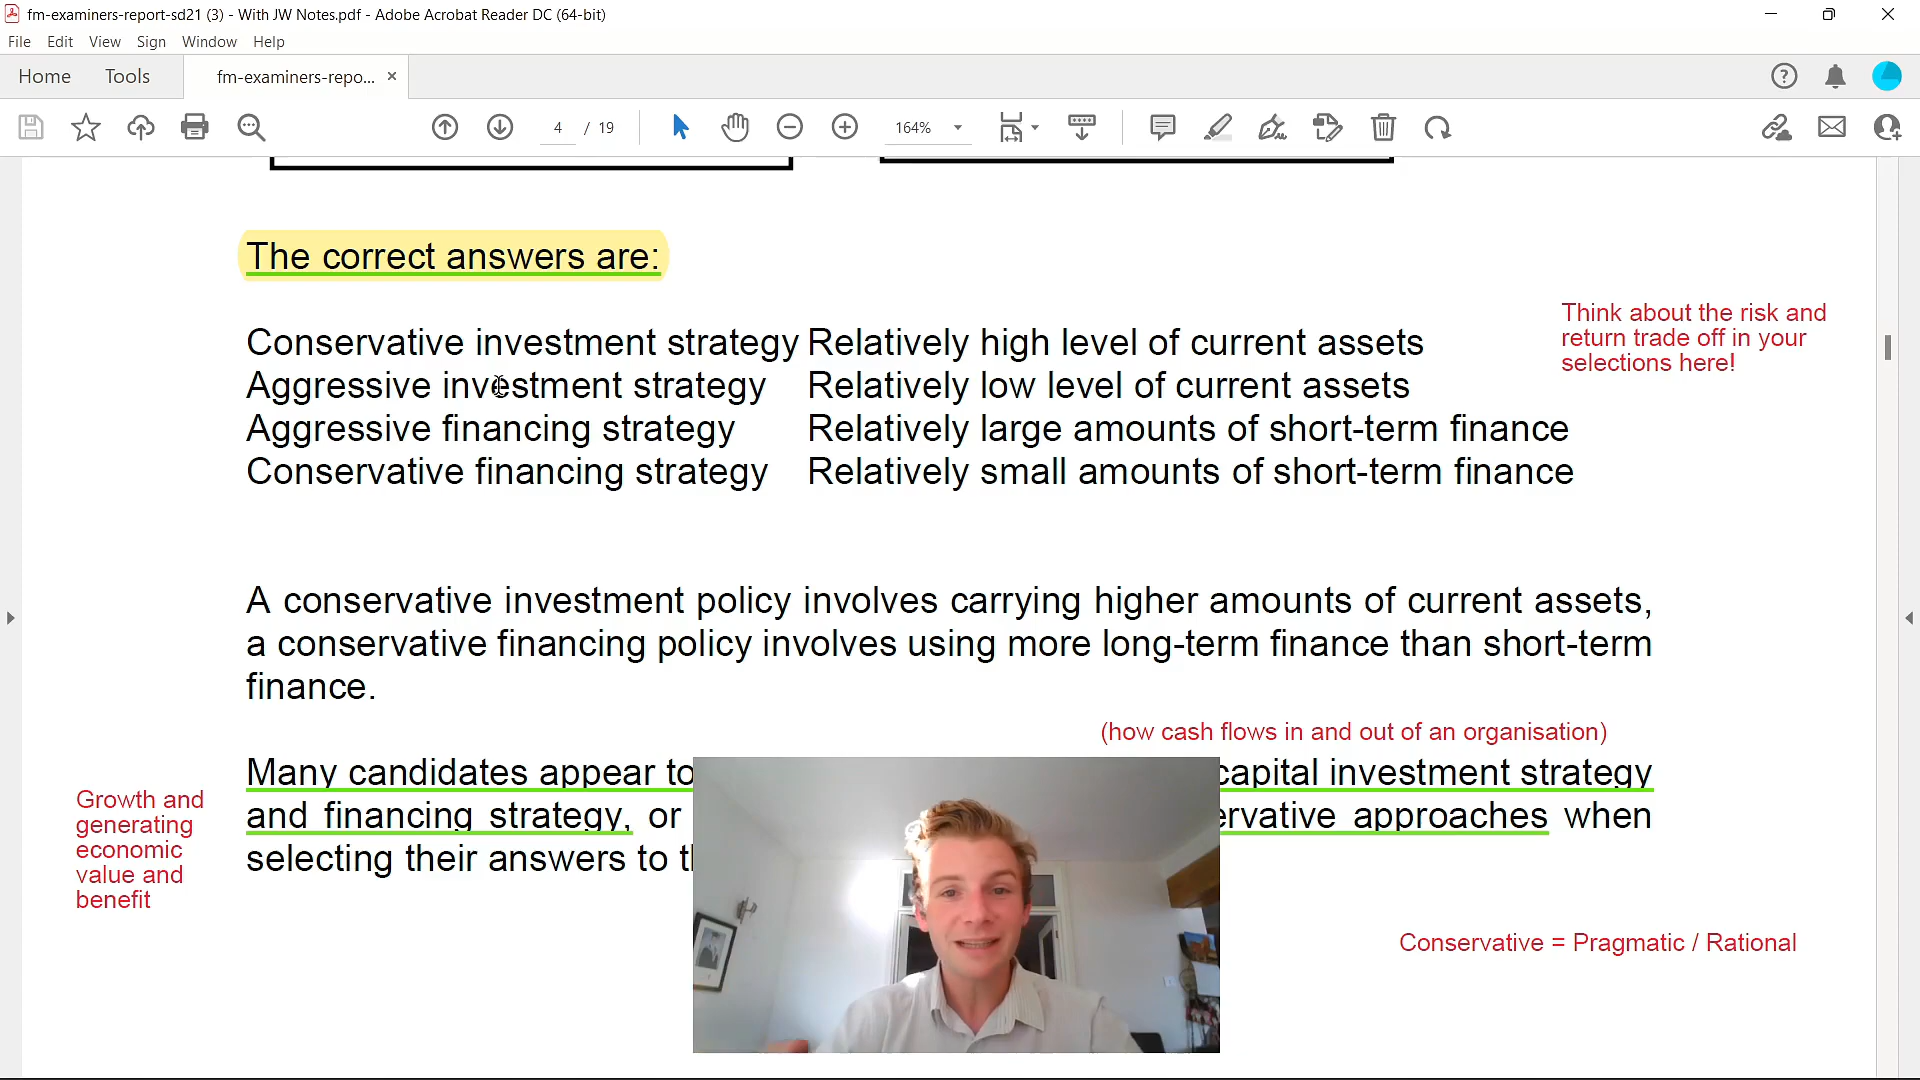 fm-examiners-report-sd21 (3) - With JW Notes.pdf - Adobe Acrobat Reader DC (64-bit)
File Edit View Sign Window Help
Home Tools fm-examiners-repo... ×
4 / 19 164%
The correct answers are:
Conservative investment strategy Relatively high level of current assets
Aggressive investment strategy Relatively low level of current assets
Aggressive financing strategy Relatively large amounts of short-term finance
Conservative financing strategy Relatively small amounts of short-term finance
Think about the risk and
return trade off in your
selections here!
A conservative investment policy involves carrying higher amounts of current assets,
a conservative financing policy involves using more long-term finance than short-term
finance.
(how cash flows in and out of an organisation)
Many candidates appear to capital investment strategy
and financing strategy, or ervative approaches when
selecting their answers to
Growth and
generating
economic
value and
benefit
Conservative = Pragmatic / Rational